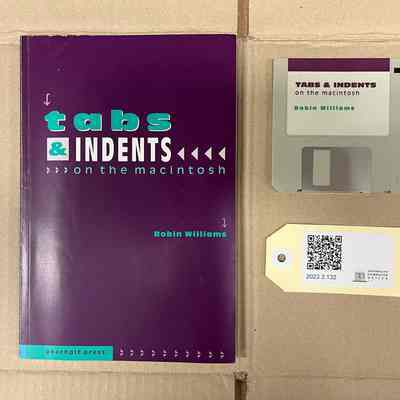 tabs
& INDENTS
on the macintosh
Robin Williams
peachpit press
TABS & INDENTS
on the macintosh
Robin Williams
2022.2.132